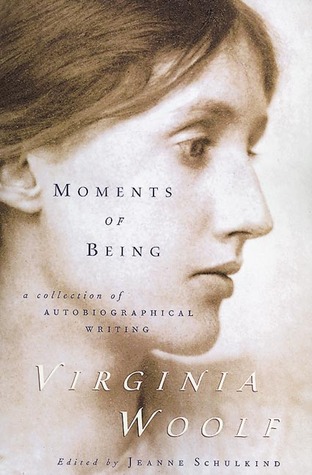 MOMENTS
OF
BEING
a collection of
AUTOBIOGRAPHICAL
WRITING
VIRGINIA
WOOLF
Edited by JEANNE SCHULKIND